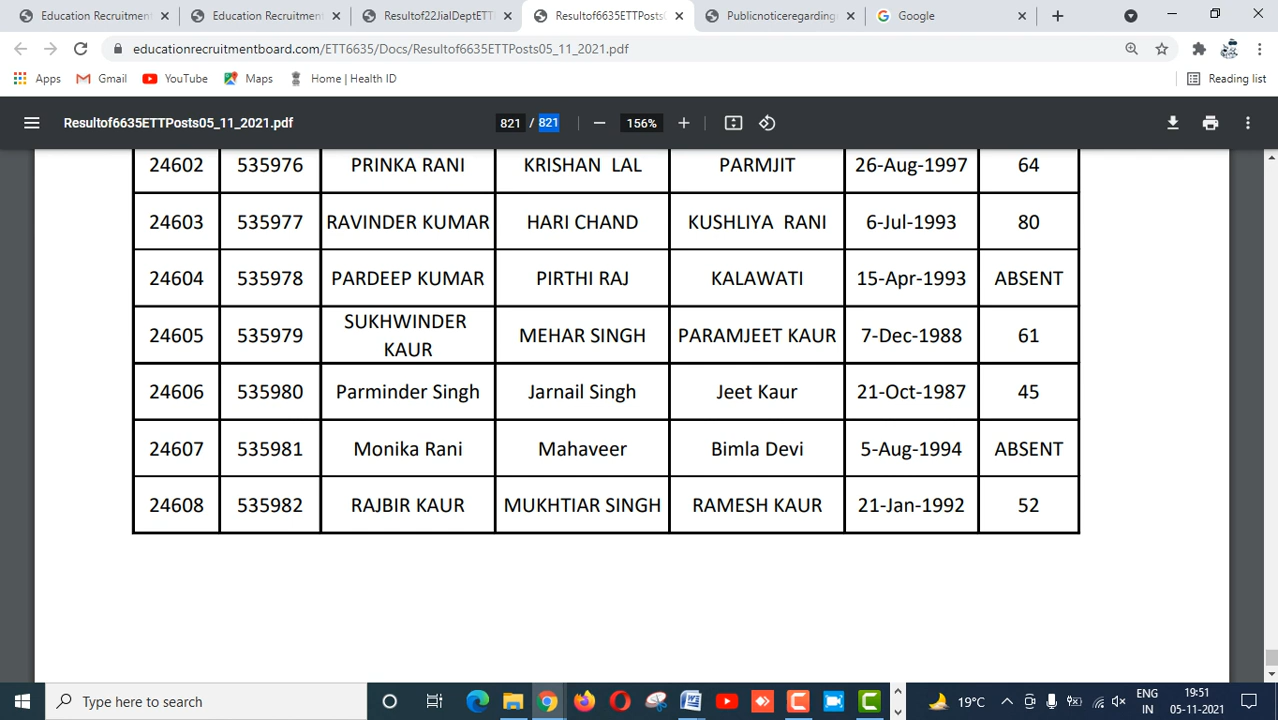 Education Recruitment
Education Recruitment
Resultof22JialDeptETT
Resultof6635ETTPosts
Publicnoticeregarding
Google
educationrecruitmentboard.com/ETT6635/Docs/Resultof6635ETTPosts05_11_2021.pdf
Apps
Gmail
YouTube
Maps
Home | Health ID
Reading list
Resultof6635ETTPosts05_11_2021.pdf
821 / 821
156%
24602 535976 PRINKA RANI KRISHAN LAL PARMJIT 26-Aug-1997 64
24603 535977 RAVINDER KUMAR HARI CHAND KUSHLIYA RANI 6-Jul-1993 80
24604 535978 PARDEEP KUMAR PIRTHI RAJ KALAWATI 15-Apr-1993 ABSENT
24605 535979 SUKHWINDER KAUR MEHAR SINGH PARAMJEET KAUR 7-Dec-1988 61
24606 535980 Parminder Singh Jarnail Singh Jeet Kaur 21-Oct-1987 45
24607 535981 Monika Rani Mahaveer Bimla Devi 5-Aug-1994 ABSENT
24608 535982 RAJBIR KAUR MUKHTIAR SINGH RAMESH KAUR 21-Jan-1992 52
Type here to search
19°C
ENG
IN
19:51
05-11-2021